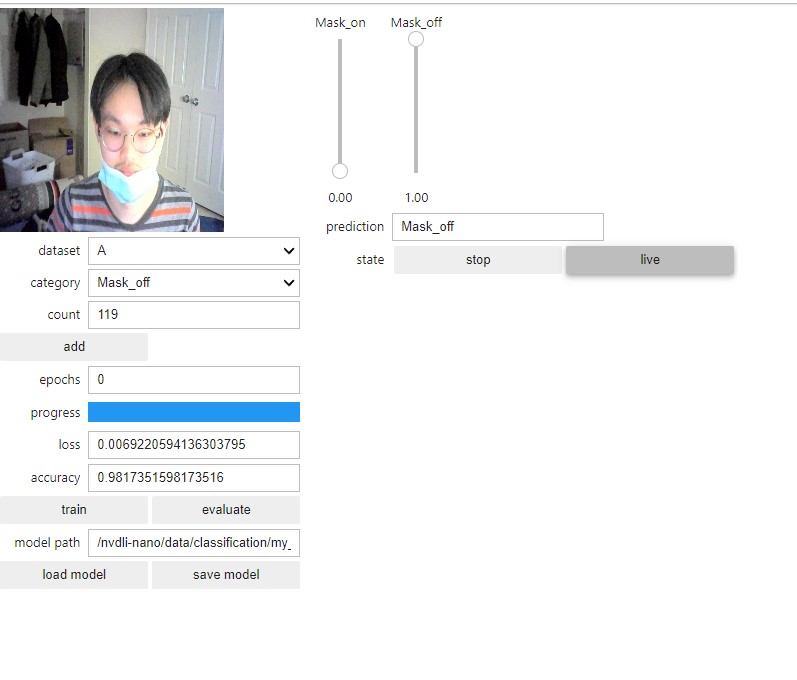 Mask_on Mask_off
0.00 1.00
prediction Mask_off
state stop live
dataset A
category Mask_off
count 119
add
epochs 0
progress
loss 0.0069220594136303795
accuracy 0.9817351598173516
train evaluate
model path /nvdli-nano/data/classification/my_
load model save model